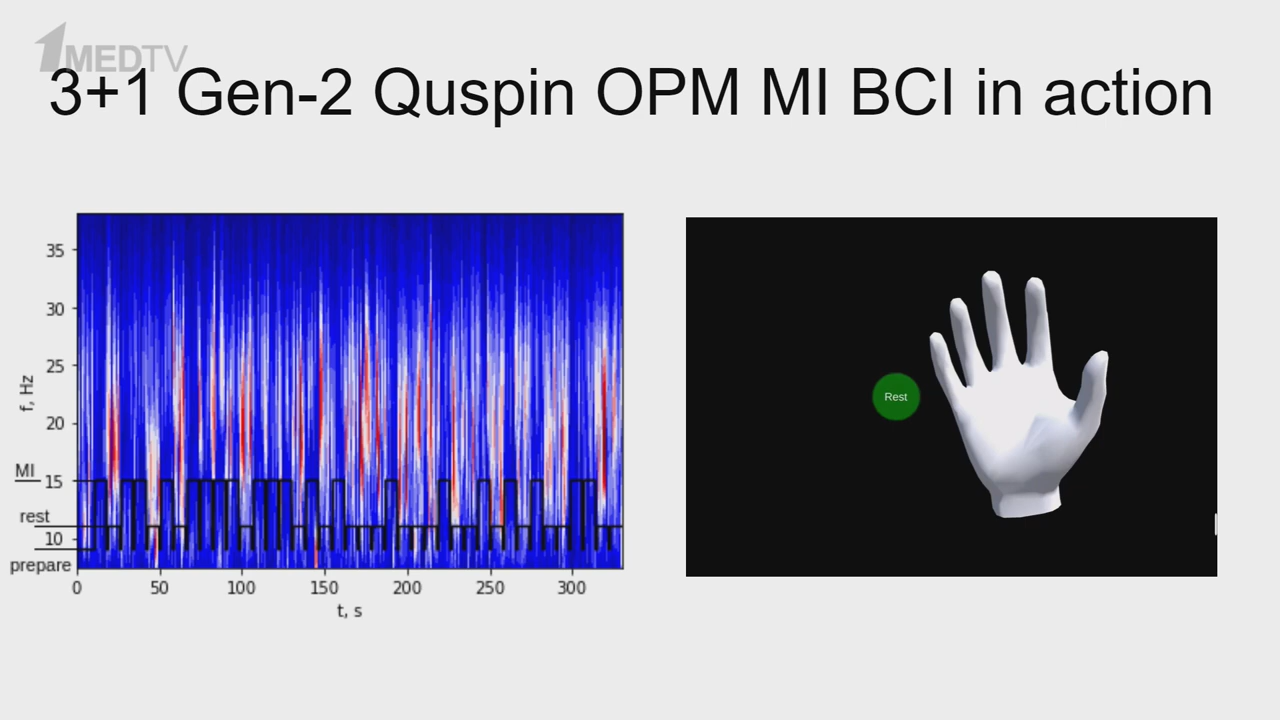 1MEDTV
3+1 Gen-2 Quspin OPM MI BCI in action
35
30
25
20
MI 15
rest
10
prepare
f, Hz
0 50 100 150 200 250 300
t, s
Rest